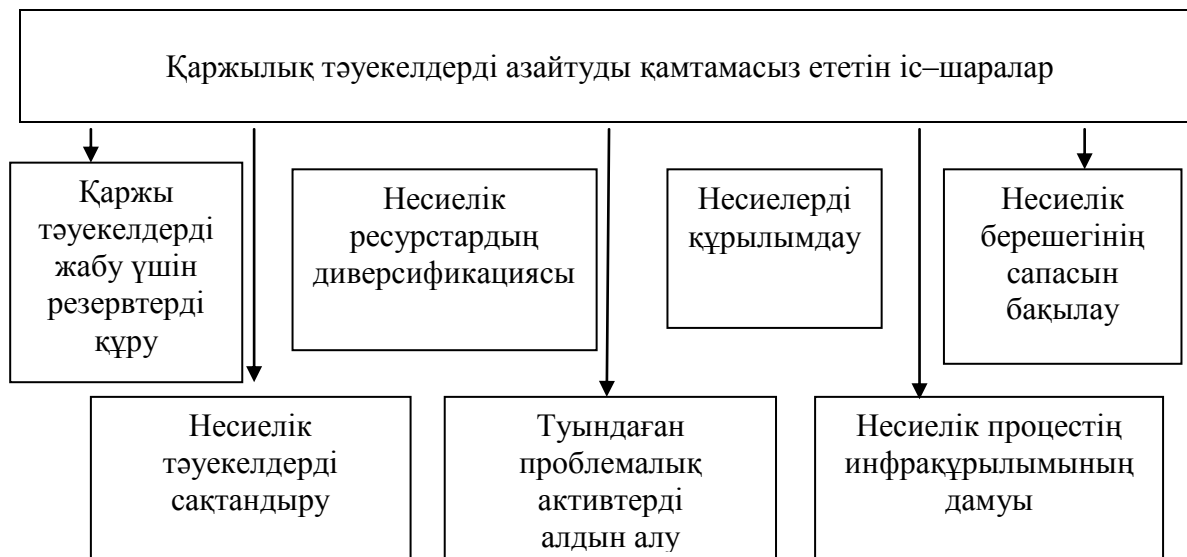 Қаржылық тәуекелдерді азайтуды қамтамасыз ететін іс–шаралар
Қаржы
тәуекелдерді
жабу үшін
резервтерді
құру
Несиелік
ресурстардың
диверсификациясы
Несиелерді
құрылымдау
Несиелік
берешегінің
сапасын
бақылау
Несиелік
тәуекелдерді
сақтандыру
Туындаған
проблемалық
активтерді
алдын алу
Несиелік процестің
инфрақұрылымының
дамуы